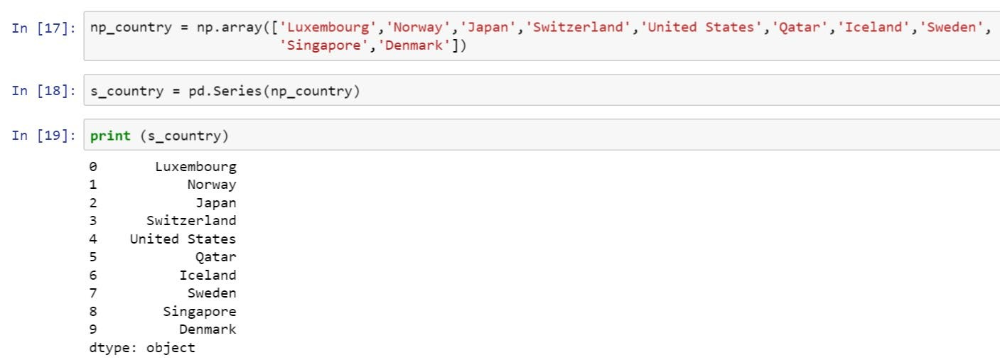 In [17]: np_country = np.array(['Luxembourg','Norway','Japan','Switzerland','United States','Qatar','Iceland','Sweden',
'Singapore','Denmark'])
In [18]: s_country = pd.Series(np_country)
In [19]: print (s_country)
0 Luxembourg
1 Norway
2 Japan
3 Switzerland
4 United States
5 Qatar
6 Iceland
7 Sweden
8 Singapore
9 Denmark
dtype: object